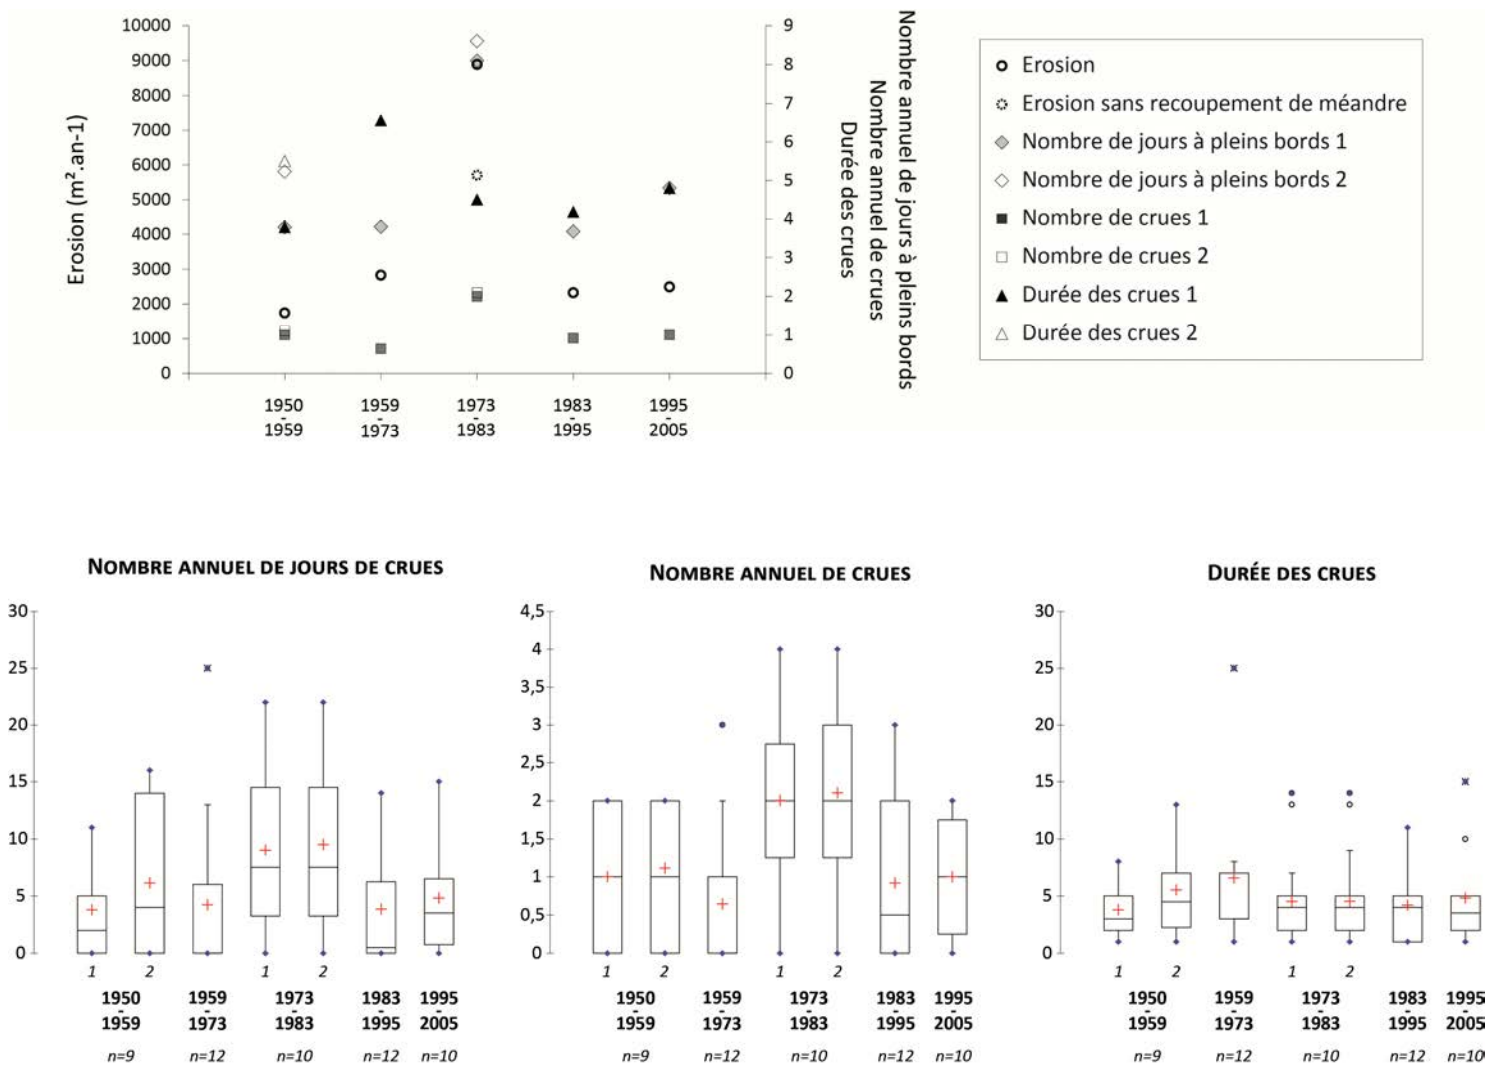 10000
9000
8000
7000
6000
5000
4000
3000
2000
1000
0
Erosion (m².an-1)
9
8
7
6
5
4
3
2
1
0
Durée des crues
Nombre annuel de crues
Nombre annuel de jours à pleins bords
1950 - 1959
1959 - 1973
1973 - 1983
1983 - 1995
1995 - 2005
Erosion
Erosion sans recoupement de méandre
Nombre de jours à pleins bords 1
Nombre de jours à pleins bords 2
Nombre de crues 1
Nombre de crues 2
Durée des crues 1
Durée des crues 2
NOMBRE ANNUEL DE JOURS DE CRUES
30
25
20
15
10
5
0
1 2 1 2
1950 - 1959
1959 - 1973
1973 - 1983
1983 - 1995
1995 - 2005
n=9 n=12 n=10 n=12 n=10
NOMBRE ANNUEL DE CRUES
4,5
4
3,5
3
2,5
2
1,5
1
0,5
0
1 2 1 2
1950 - 1959
1959 - 1973
1973 - 1983
1983 - 1995
1995 - 2005
n=9 n=12 n=10 n=12 n=10
DURÉE DES CRUES
30
25
20
15
10
5
0
1 2 1 2
1950 - 1959
1959 - 1973
1973 - 1983
1983 - 1995
1995 - 2005
n=9 n=12 n=10 n=12 n=10